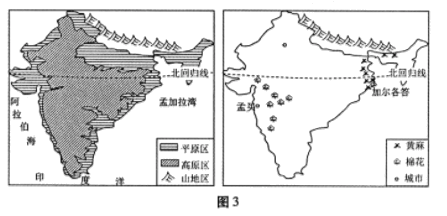 北回归线
阿拉伯海
孟加拉湾
印度洋
平原区
高原区
山地区
北回归线
孟买
加尔各答
黄麻
棉花
城市
图3